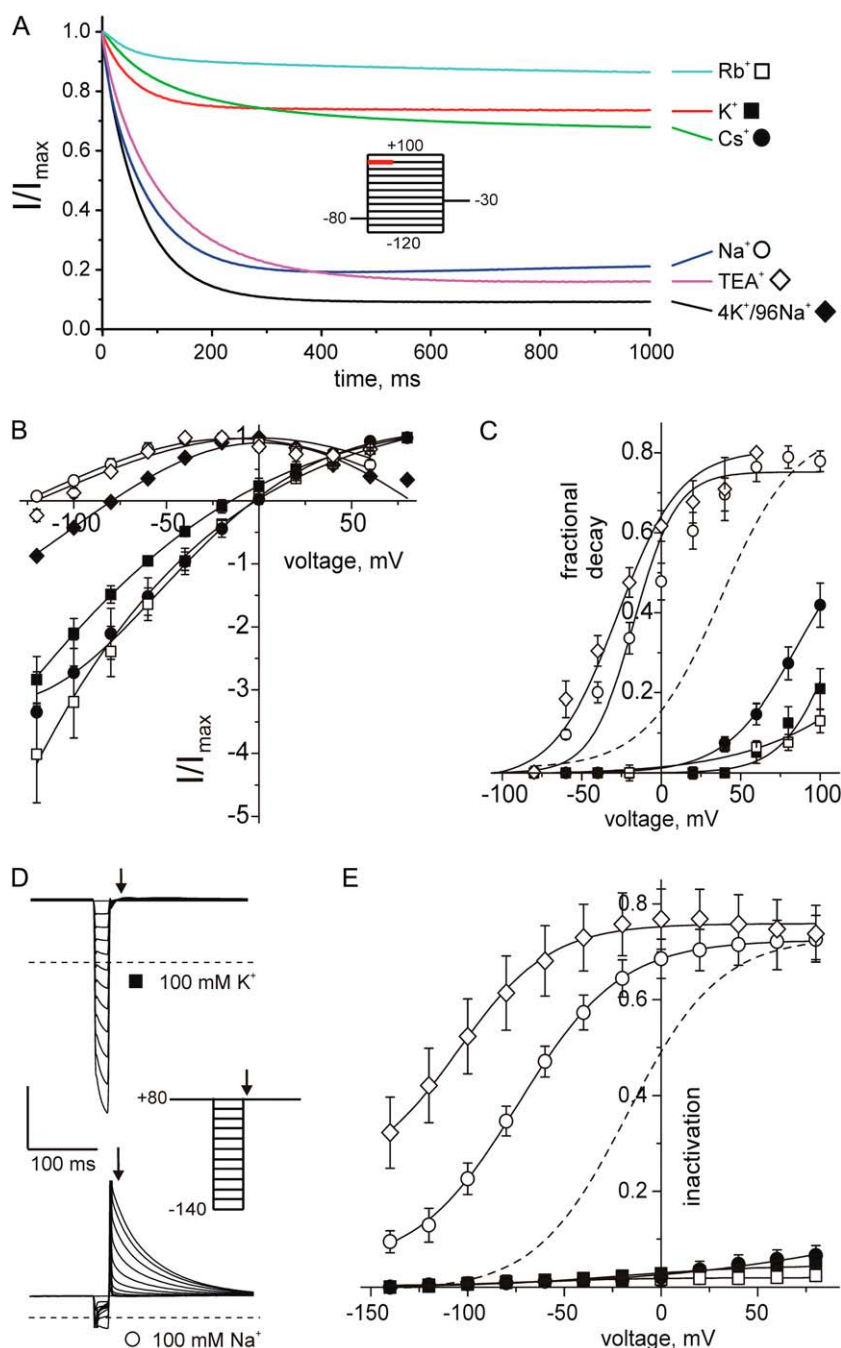 A
1.0
0.8
0.6
0.4
0.2
0.0
I/Imax
0
200
400
600
800
1000
time, ms
+100
-80
-30
-120
Rb+
K+
Cs+
Na+
TEA+
4K+/96Na+
B
1
-100
-50
50
voltage, mV
-1
-2
-3
-4
-5
I/Imax
C
0.8
0.4
0.2
fractional
decay
-100
-50
0
50
100
voltage, mV
D
100 mM K+
+80
-140
100 ms
100 mM Na+
E
0.8
0.6
0.4
0.2
inactivation
-150
-100
-50
0
50
voltage, mV